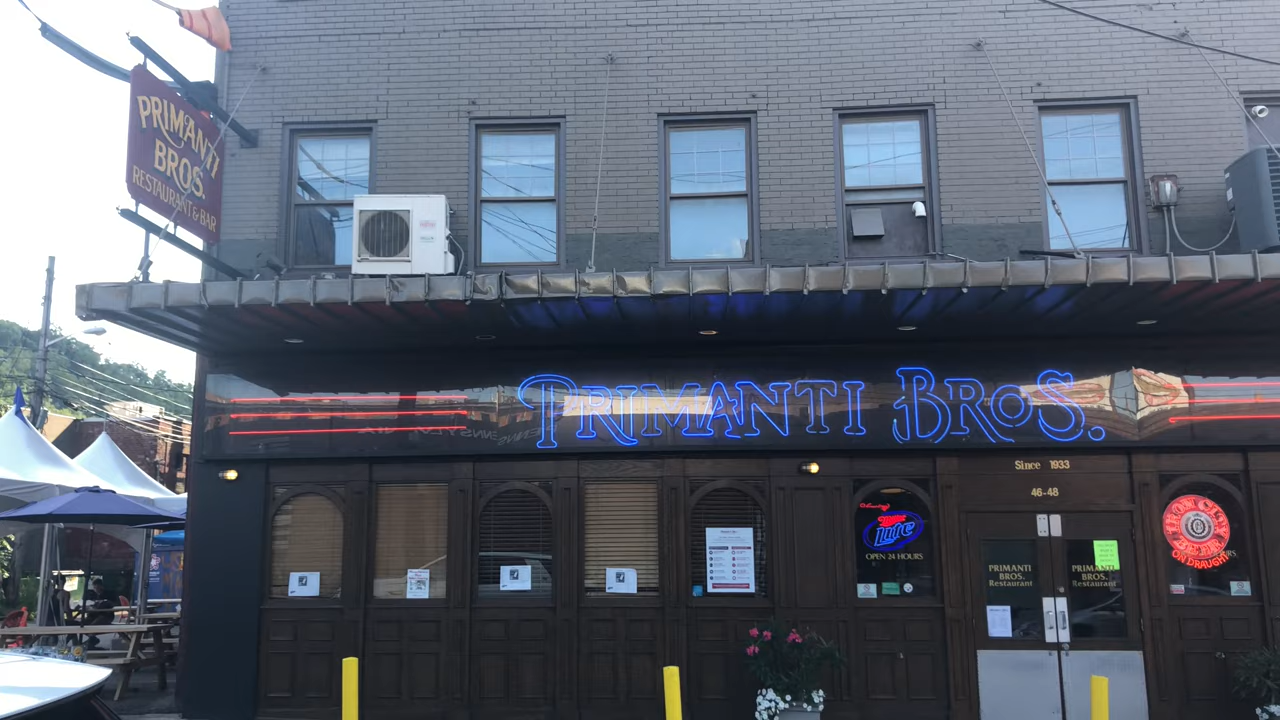 PRIMANTI
BROS.
RESTAURANT & BAR
PRIMANTI BROS.
Since 1933
46-48
Miller
Lite
OPEN 24 HOURS
PRIMANTI
BROS.
Restaurant
PRIMANTI
BROS.
Restaurant
IRON CITY
BEER
ON DRAUGHT